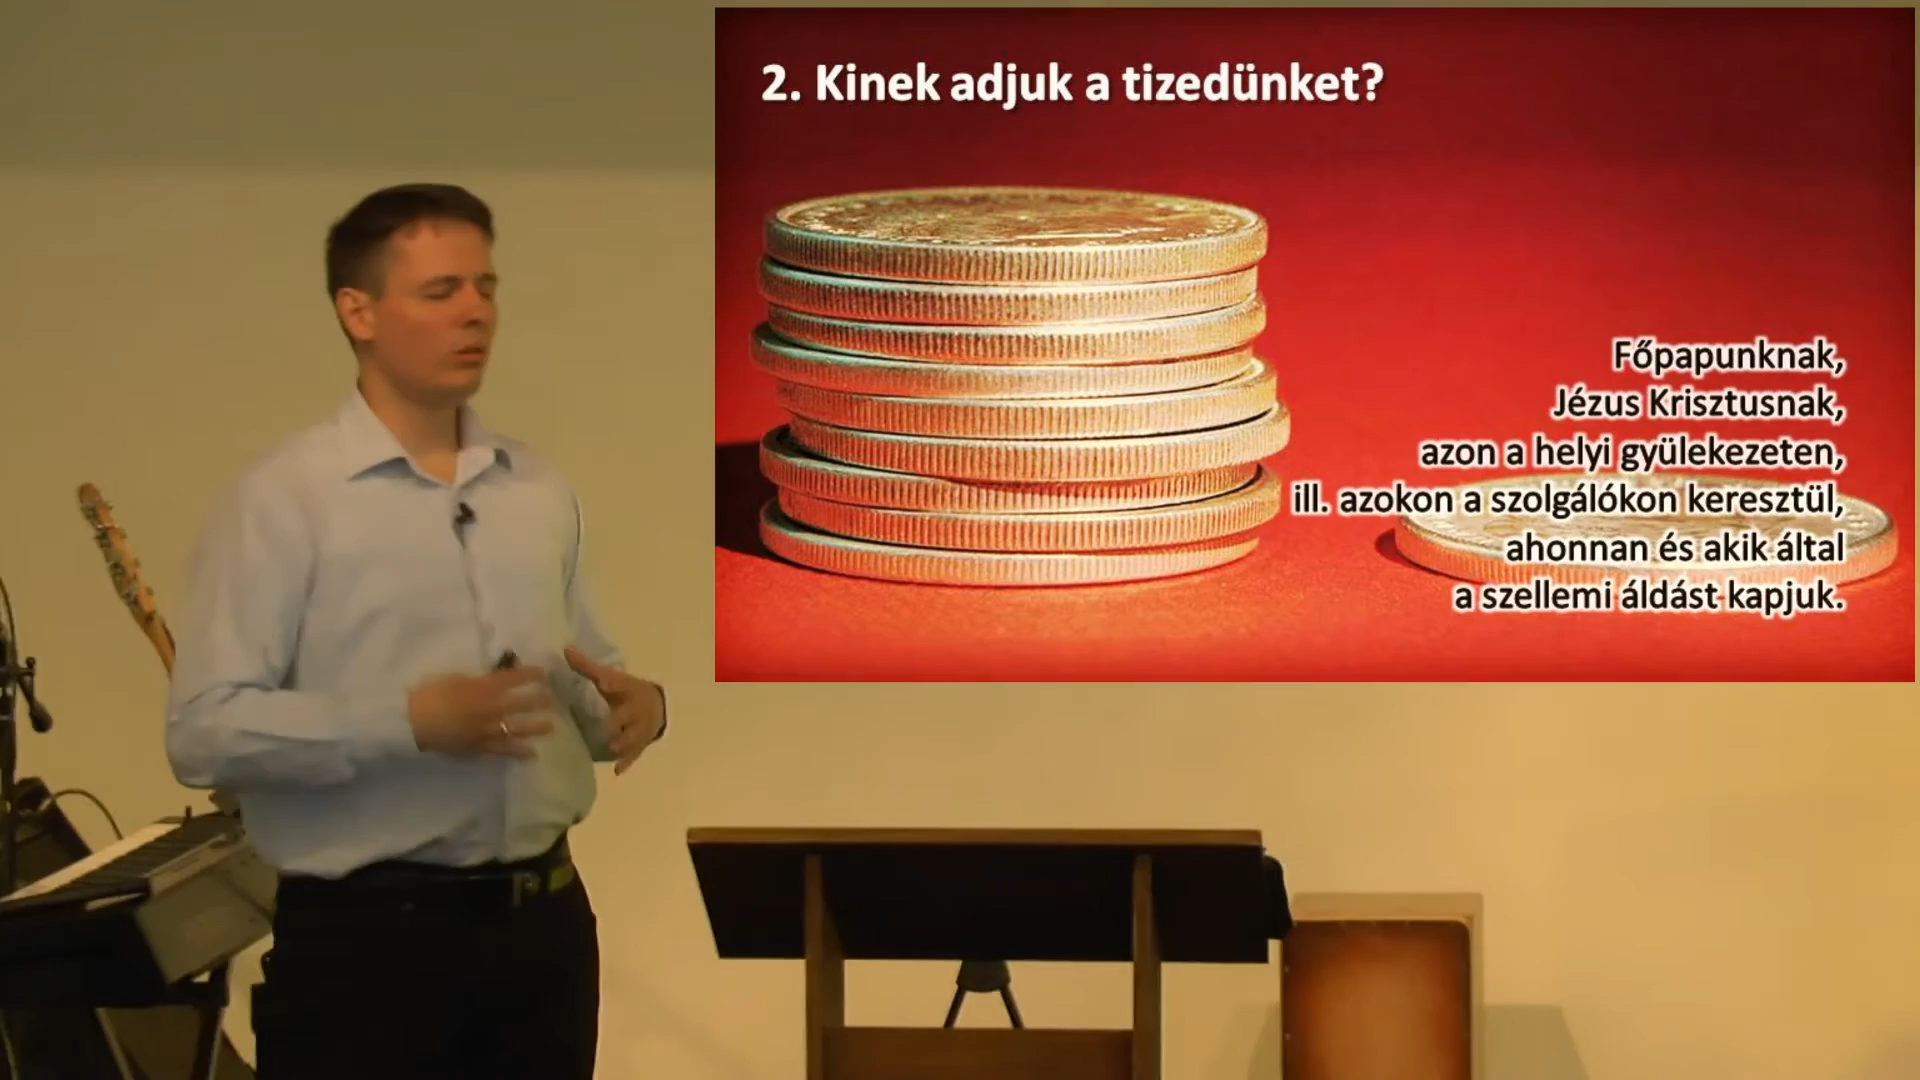 2. Kinek adjuk a tizedünket?
Főpapunknak,
Jézus Krisztusnak,
azon a helyi gyülekezeten,
ill. azokon a szolgálókon keresztül,
ahonnan és akik által
a szellemi áldást kapjuk.